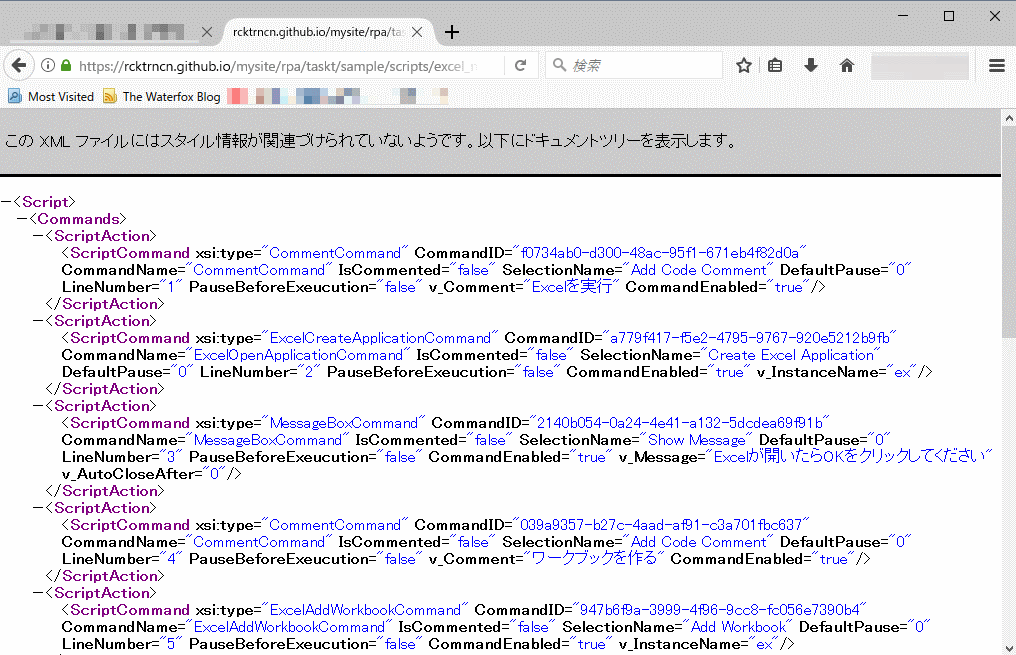 rcktrncn.github.io/mysite/rpa/ta
https://rcktrncn.github.io/mysite/rpa/taskt/sample/scripts/excel_
検索
Most Visited The Waterfox Blog
この XML ファイルにはスタイル情報が関連づけられていないようです。以下にドキュメントツリーを表示します。
−<Script>
−<Commands>
−<ScriptAction>
<ScriptCommand xsi:type="CommentCommand" CommandID="f0734ab0-d300-48ac-95f1-671eb4f82d0a"
CommandName="CommentCommand" IsCommented="false" SelectionName="Add Code Comment" DefaultPause="0"
LineNumber="1" PauseBeforeExeucution="false" v_Comment="Excelを実行" CommandEnabled="true"/>
</ScriptAction>
−<ScriptAction>
<ScriptCommand xsi:type="ExcelCreateApplicationCommand" CommandID="a779f417-f5e2-4795-9767-920e5212b9fb"
CommandName="ExcelOpenApplicationCommand" IsCommented="false" SelectionName="Create Excel Application"
DefaultPause="0" LineNumber="2" PauseBeforeExeucution="false" CommandEnabled="true" v_InstanceName="ex"/>
</ScriptAction>
−<ScriptAction>
<ScriptCommand xsi:type="MessageBoxCommand" CommandID="2140b054-0a24-4e41-a132-5dcdea69f91b"
CommandName="MessageBoxCommand" IsCommented="false" SelectionName="Show Message" DefaultPause="0"
LineNumber="3" PauseBeforeExeucution="false" CommandEnabled="true" v_Message="Excelが開いたらOKをクリックしてください"
v_AutoCloseAfter="0"/>
</ScriptAction>
−<ScriptAction>
<ScriptCommand xsi:type="CommentCommand" CommandID="039a9357-b27c-4aad-af91-c3a701fbc637"
CommandName="CommentCommand" IsCommented="false" SelectionName="Add Code Comment" DefaultPause="0"
LineNumber="4" PauseBeforeExeucution="false" v_Comment="ワークブックを作る" CommandEnabled="true"/>
</ScriptAction>
−<ScriptAction>
<ScriptCommand xsi:type="ExcelAddWorkbookCommand" CommandID="947b6f9a-3999-4f96-9cc8-fc056e7390b4"
CommandName="ExcelAddWorkbookCommand" IsCommented="false" SelectionName="Add Workbook" DefaultPause="0"
LineNumber="5" PauseBeforeExeucution="false" CommandEnabled="true" v_InstanceName="ex"/>